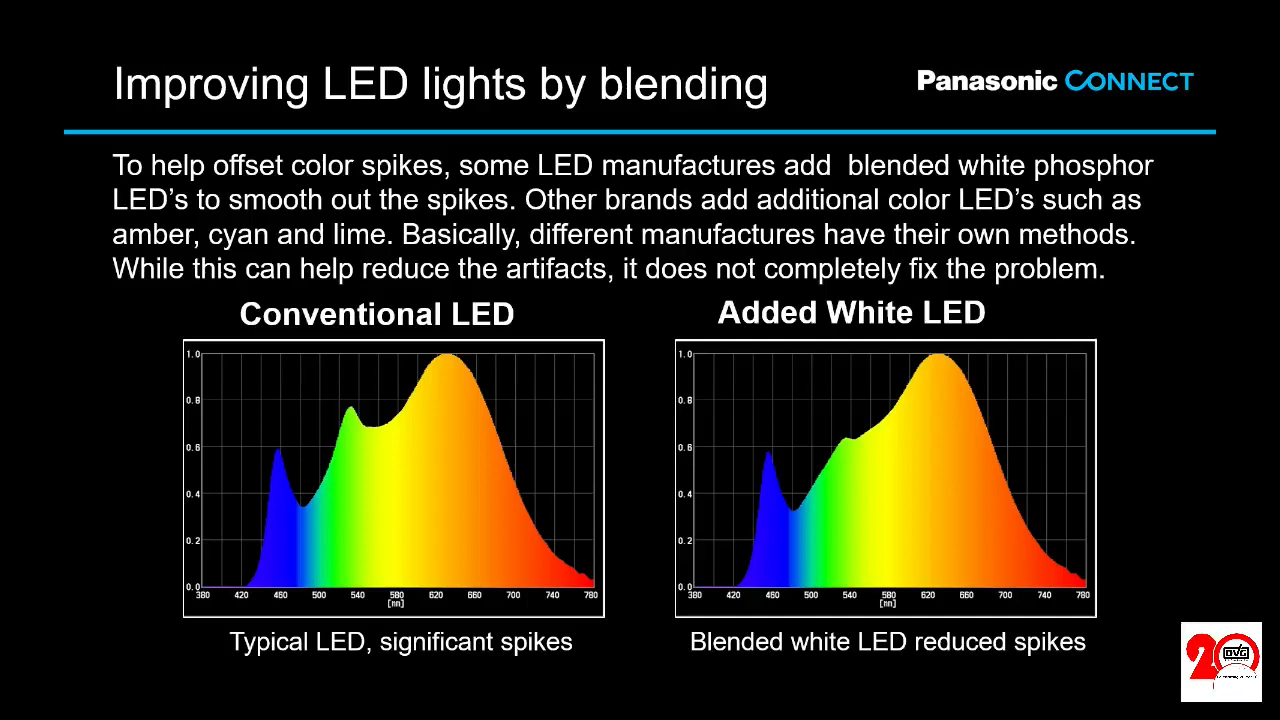 Improving LED lights by blending
Panasonic CONNECT
To help offset color spikes, some LED manufactures add  blended white phosphor
LED’s to smooth out the spikes. Other brands add additional color LED’s such as
amber, cyan and lime. Basically, different manufactures have their own methods.
While this can help reduce the artifacts, it does not completely fix the problem.
Conventional LED
Added White LED
1.0
0.8
0.6
0.4
0.2
0.0
380 420 460 500 540 580 620 660 700 740 780
[nm]
1.0
0.8
0.6
0.4
0.2
0.0
380 420 460 500 540 580 620 660 700 740 780
[nm]
Typical LED, significant spikes
Blended white LED reduced spikes
20
DVG